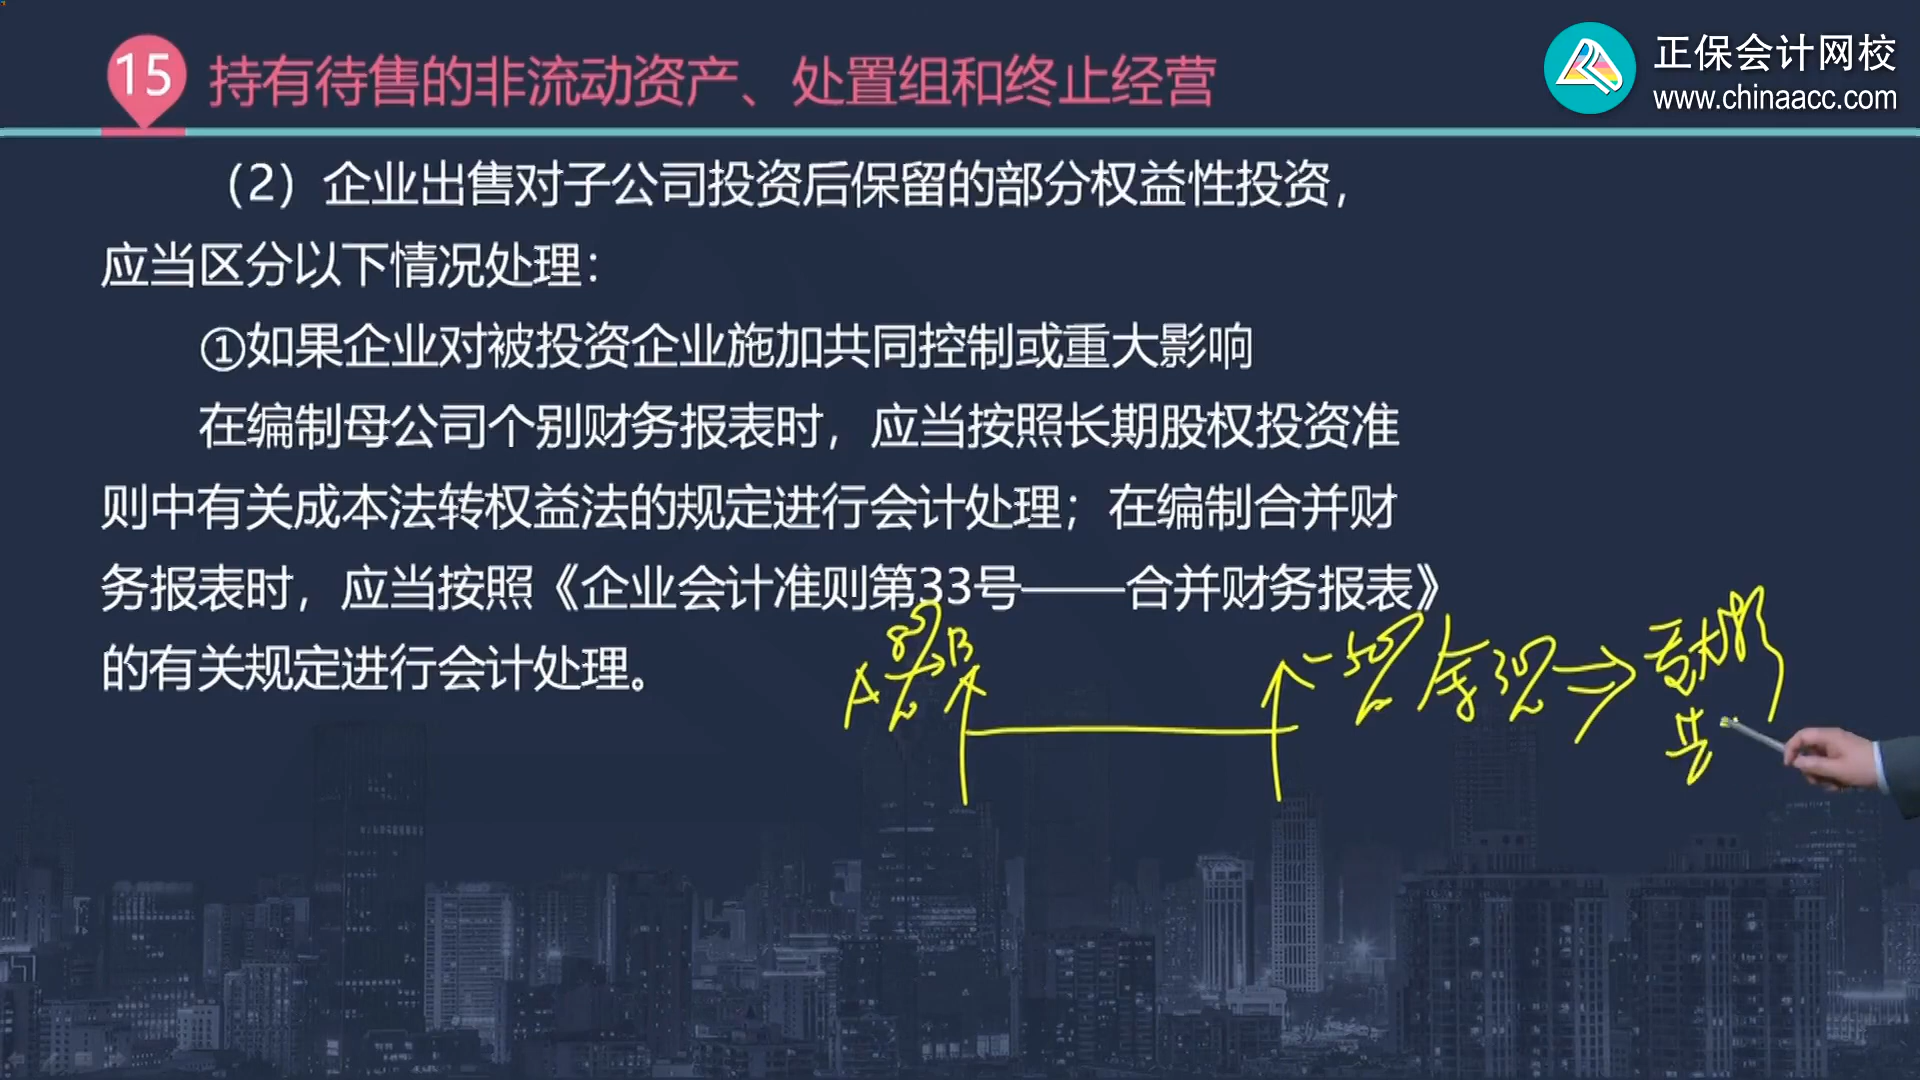 15 持有待售的非流动资产、处置组和终止经营
正保会计网校
www.chinaacc.com
（2）企业出售对子公司投资后保留的部分权益性投资，
应当区分以下情况处理：
①如果企业对被投资企业施加共同控制或重大影响
在编制母公司个别财务报表时，应当按照长期股权投资准
则中有关成本法转权益法的规定进行会计处理；在编制合并财
务报表时，应当按照《企业会计准则第33号——合并财务报表》
的有关规定进行会计处理。
A 80% B
-50% 余30%
共